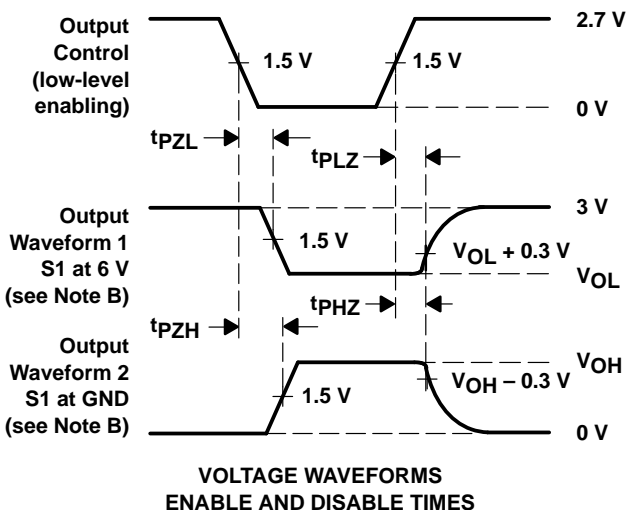 Output
Control
(low-level
enabling)
2.7 V
1.5 V
1.5 V
0 V
tPZL
tPLZ
Output
Waveform 1
S1 at 6 V
(see Note B)
3 V
1.5 V
VOL + 0.3 V
VOL
tPZH
tPHZ
Output
Waveform 2
S1 at GND
(see Note B)
VOH
1.5 V
VOH – 0.3 V
0 V
VOLTAGE WAVEFORMS
ENABLE AND DISABLE TIMES